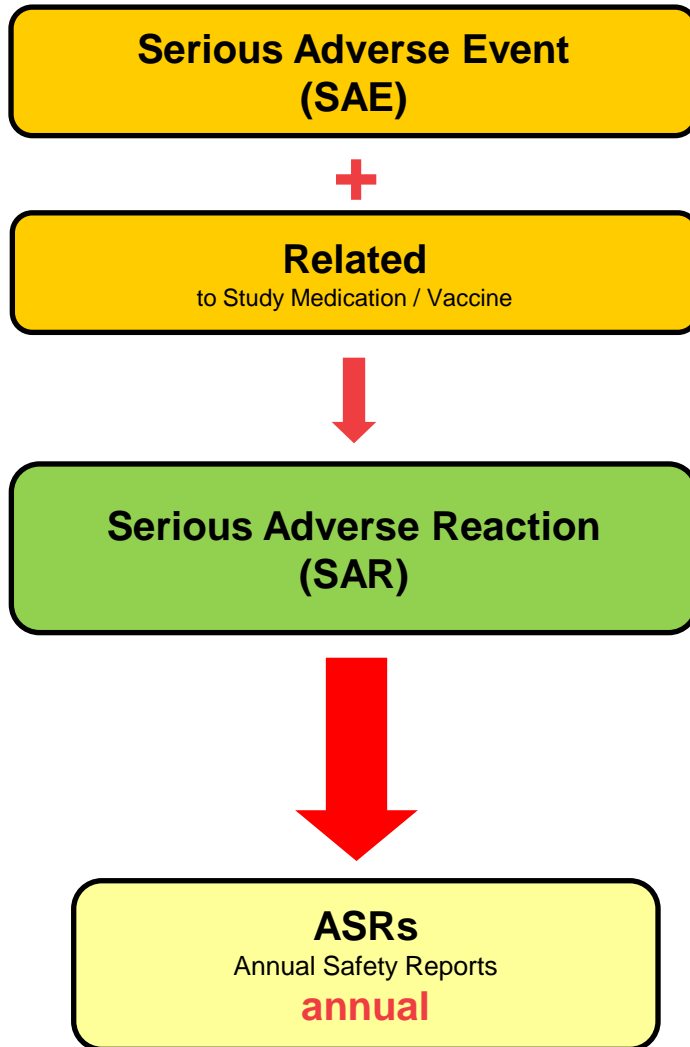 Serious Adverse Event
(SAE)
+
Related
to Study Medication / Vaccine
Serious Adverse Reaction
(SAR)
ASRs
Annual Safety Reports
annual